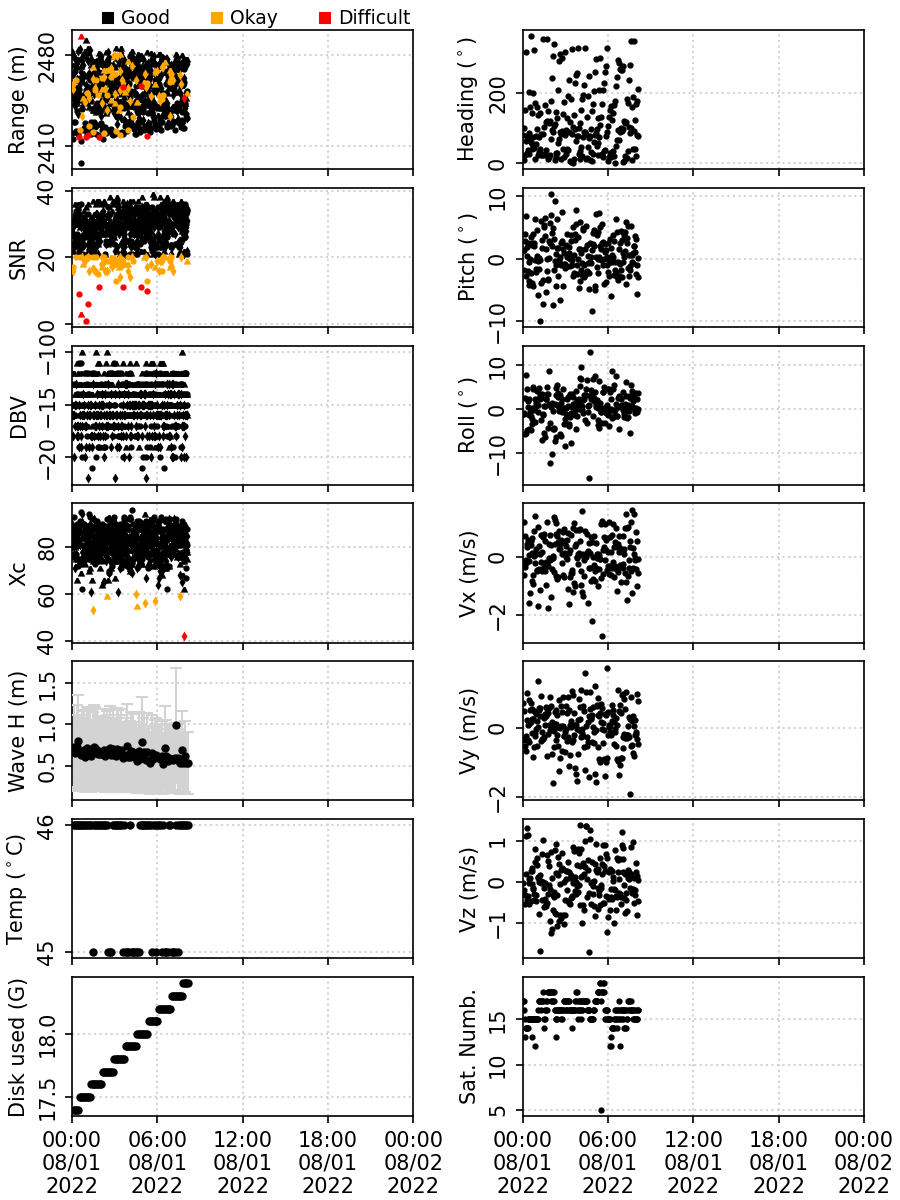 Good Okay Difficult
Range (m)
2480
2410
Heading (°)
200
0
SNR
40
20
0
Pitch (°)
10
0
−10
DBV
−10
−15
−20
Roll (°)
10
0
−10
Xc
80
60
40
Vx (m/s)
0
−2
Wave H (m)
1.5
1.0
0.5
Vy (m/s)
0
−2
Temp (°C)
46
45
Vz (m/s)
1
0
−1
Disk used (G)
18.0
17.5
Sat. Numb.
15
10
5
00:00 06:00 12:00 18:00 00:00
08/01 08/01 08/01 08/01 08/02
2022 2022 2022 2022 2022
00:00 06:00 12:00 18:00 00:00
08/01 08/01 08/01 08/01 08/02
2022 2022 2022 2022 2022